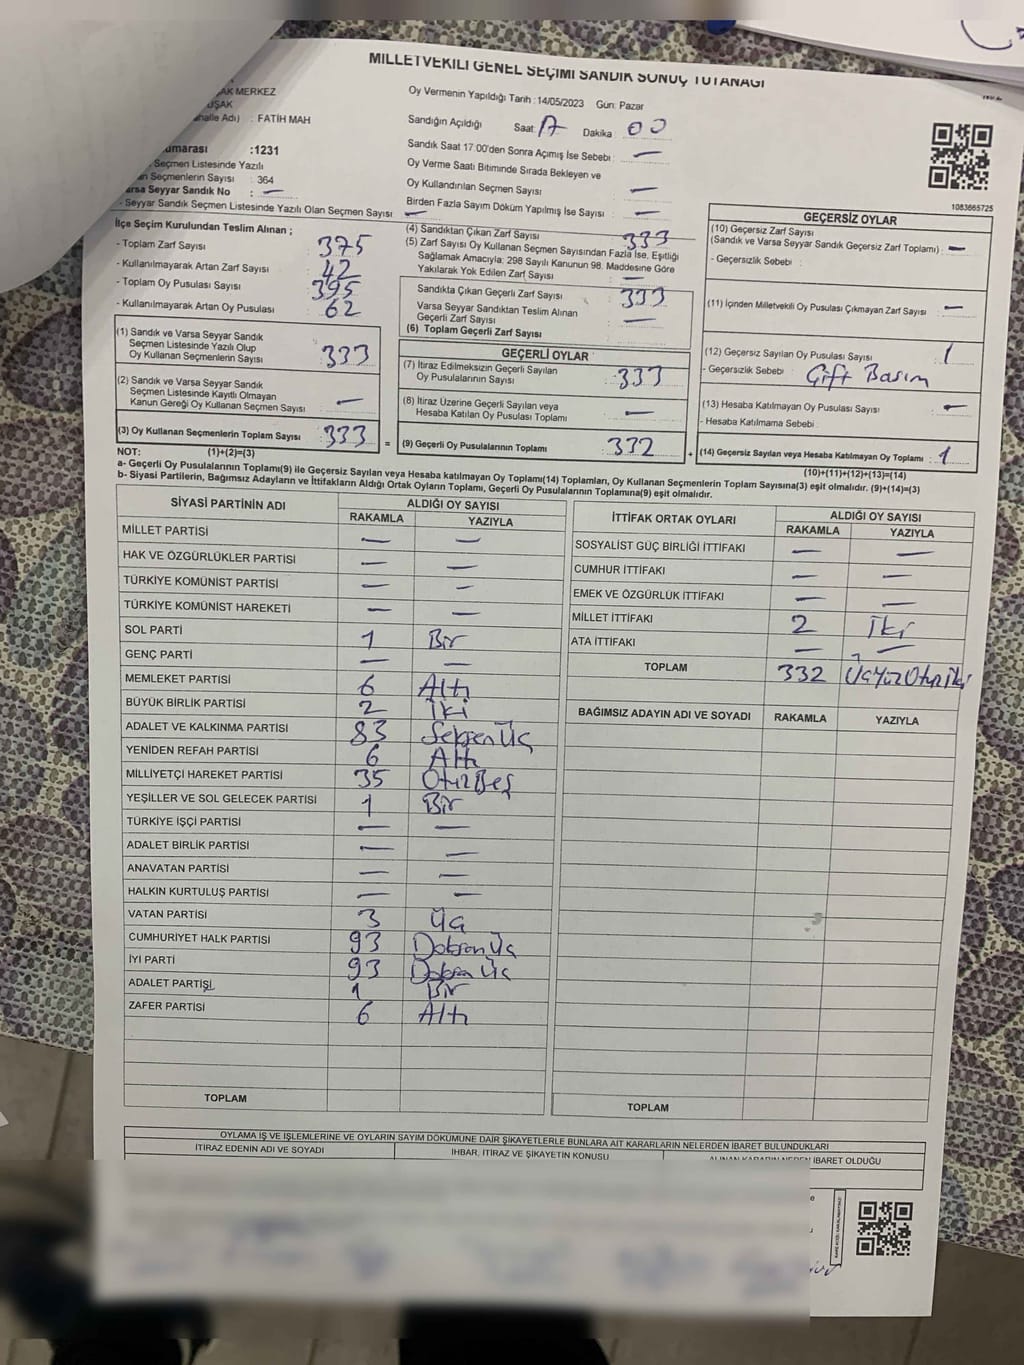 MİLLETVEKİLİ GENEL SEÇİMİ SANDIK SONUÇ TUTANAĞI
AK MERKEZ
UŞAK
halle Adı) : FATİH MAH
umarası :1231
Seçmen Listesinde Yazılı
Seçmenlerin Sayısı : 364
arsa Seyyar Sandık No : —
- Seyyar Sandık Seçmen Listesinde Yazılı Olan Seçmen Sayısı —
Oy Vermenin Yapıldığı Tarih : 14/05/2023 Gün: Pazar
Sandığın Açıldığı Saat: 17 Dakika : 00
Sandık Saat 17:00'den Sonra Açımış İse Sebebi : —
Oy Verme Saati Bitiminde Sırada Bekleyen ve
Oy Kullandırılan Seçmen Sayısı : —
Birden Fazla Sayım Döküm Yapılmış İse Sayısı : —
1083665725
İlçe Seçim Kurulundan Teslim Alınan ;
- Toplam Zarf Sayısı : 375
- Kullanılmayarak Artan Zarf Sayısı : 42
- Toplam Oy Pusulası Sayısı : 395
- Kullanılmayarak Artan Oy Pusulası : 62
(1) Sandık ve Varsa Seyyar Sandık
Seçmen Listesinde Yazılı Olup
Oy Kullanan Seçmenlerin Sayısı : 333
(2) Sandık ve Varsa Seyyar Sandık
Seçmen Listesinde Kayıtlı Olmayan
Kanun Gereği Oy Kullanan Seçmen Sayısı : —
(3) Oy Kullanan Seçmenlerin Toplam Sayısı : 333
(4) Sandıktan Çıkan Zarf Sayısı : 333
(5) Zarf Sayısı Oy Kullanan Seçmen Sayısından Fazla İse, Eşitliği
Sağlamak Amacıyla; 298 Sayılı Kanunun 98. Maddesine Göre
Yakılarak Yok Edilen Zarf Sayısı : —
Sandıkta Çıkan Geçerli Zarf Sayısı : 333
Varsa Seyyar Sandıktan Teslim Alınan
Geçerli Zarf Sayısı : —
(6) Toplam Geçerli Zarf Sayısı
GEÇERLİ OYLAR
(7) İtiraz Edilmeksizin Geçerli Sayılan
Oy Pusulalarının Sayısı : 333
(8) İtiraz Üzerine Geçerli Sayılan veya
Hesaba Katılan Oy Pusulası Toplamı : —
(9) Geçerli Oy Pusulalarının Toplamı : 332
GEÇERSİZ OYLAR
(10) Geçersiz Zarf Sayısı
(Sandık ve Varsa Seyyar Sandık Geçersiz Zarf Toplamı) : —
- Geçersizlik Sebebi :
(11) İçinden Milletvekili Oy Pusulası Çıkmayan Zarf Sayısı : —
(12) Geçersiz Sayılan Oy Pusulası Sayısı : 1
- Geçersizlik Sebebi : Çift Basım
(13) Hesaba Katılmayan Oy Pusulası Sayısı : —
- Hesaba Katılmama Sebebi :
(14) Geçersiz Sayılan veya Hesaba Katılmayan Oy Toplamı : 1
NOT: (1)+(2)=(3)
(10)+(11)+(12)+(13)=(14)
a- Geçerli Oy Pusulalarının Toplamı(9) ile Geçersiz Sayılan veya Hesaba katılmayan Oy Toplamı(14) Toplamları, Oy Kullanan Seçmenlerin Toplam Sayısına(3) eşit olmalıdır. (9)+(14)=(3)
b- Siyasi Partilerin, Bağımsız Adayların ve İttifakların Aldığı Ortak Oyların Toplamı, Geçerli Oy Pusulalarının Toplamına(9) eşit olmalıdır.
SİYASİ PARTİNİN ADI ALDIĞI OY SAYISI
RAKAMLA YAZIYLA
MİLLET PARTİSİ — —
HAK VE ÖZGÜRLÜKLER PARTİSİ — —
TÜRKİYE KOMÜNİST PARTİSİ — —
TÜRKİYE KOMÜNİST HAREKETİ — —
SOL PARTİ 1 Bir
GENÇ PARTİ — —
MEMLEKET PARTİSİ 6 Altı
BÜYÜK BİRLİK PARTİSİ 2 İki
ADALET VE KALKINMA PARTİSİ 83 Seksen Üç
YENİDEN REFAH PARTİSİ 6 Altı
MİLLİYETÇİ HAREKET PARTİSİ 35 Otuz Beş
YEŞİLLER VE SOL GELECEK PARTİSİ 1 Bir
TÜRKİYE İŞÇİ PARTİSİ — —
ADALET BİRLİK PARTİSİ — —
ANAVATAN PARTİSİ — —
HALKIN KURTULUŞ PARTİSİ — —
VATAN PARTİSİ 3 Üç
CUMHURİYET HALK PARTİSİ 93 Doksan Üç
İYİ PARTİ 93 Doksan Üç
ADALET PARTİSİ 1 Bir
ZAFER PARTİSİ 6 Altı
TOPLAM
İTTİFAK ORTAK OYLARI ALDIĞI OY SAYISI
RAKAMLA YAZIYLA
SOSYALİST GÜÇ BİRLİĞİ İTTİFAKI — —
CUMHUR İTTİFAKI — —
EMEK VE ÖZGÜRLÜK İTTİFAKI — —
MİLLET İTTİFAKI 2 İki
ATA İTTİFAKI — —
TOPLAM 332 Üçyüz Otuz İki
BAĞIMSIZ ADAYIN ADI VE SOYADI RAKAMLA YAZIYLA
TOPLAM
OYLAMA İŞ VE İŞLEMLERİNE VE OYLARIN SAYIM DÖKÜMÜNE DAİR ŞİKAYETLERLE BUNLARA AİT KARARLARIN NELERDEN İBARET BULUNDUKLARI
İTİRAZ EDENİN ADI VE SOYADI İHBAR, İTİRAZ VE ŞİKAYETİN KONUSU ALINAN KARARIN NEDEN İBARET OLDUĞU